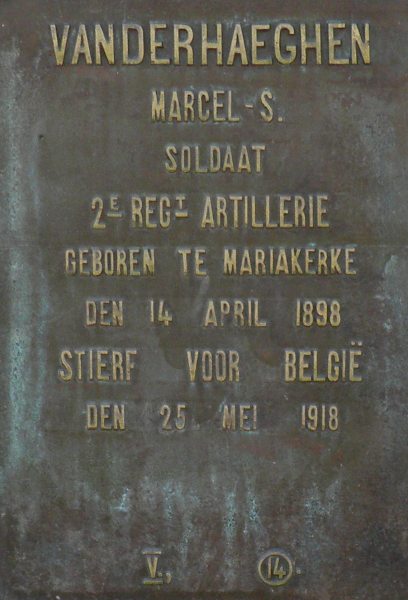 VANDERHAEGHEN
MARCEL-S.
SOLDAAT
2E REGT ARTILLERIE
GEBOREN TE MARIAKERKE
DEN 14 APRIL 1898
STIERF VOOR BELGIË
DEN 25 MEI 1918
V., 14.